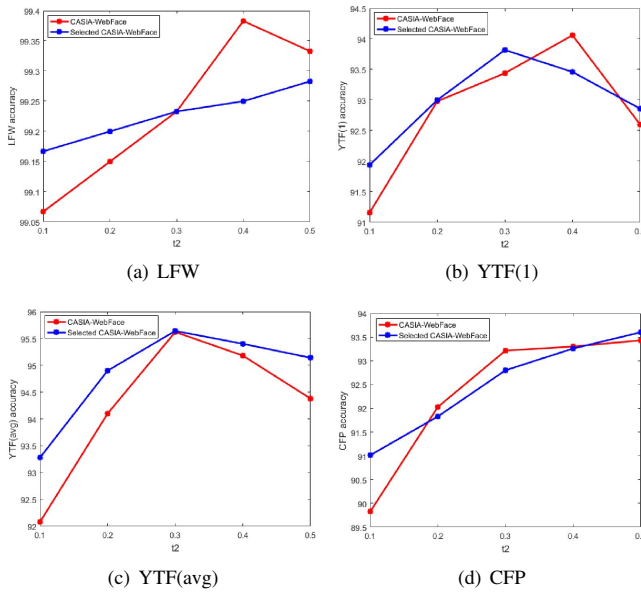 99.4
99.35
99.3
99.25
99.2
99.15
99.1
99.05
LFW accuracy
CASIA-WebFace
Selected CASIA-WebFace
0.1 0.2 0.3 0.4 0.5
t2
(a) LFW
94.5
94
93.5
93
92.5
92
91.5
91
YTF(1) accuracy
CASIA-WebFace
Selected CASIA-WebFace
0.1 0.2 0.3 0.4
t2
(b) YTF(1)
96
95.5
95
94.5
94
93.5
93
92.5
92
YTF(avg) accuracy
CASIA-WebFace
Selected CASIA-WebFace
0.1 0.2 0.3 0.4 0.5
t2
(c) YTF(avg)
94
93.5
93
92.5
92
91.5
91
90.5
90
89.5
CFP accuracy
CASIA-WebFace
Selected CASIA-WebFace
0.1 0.2 0.3 0.4
t2
(d) CFP